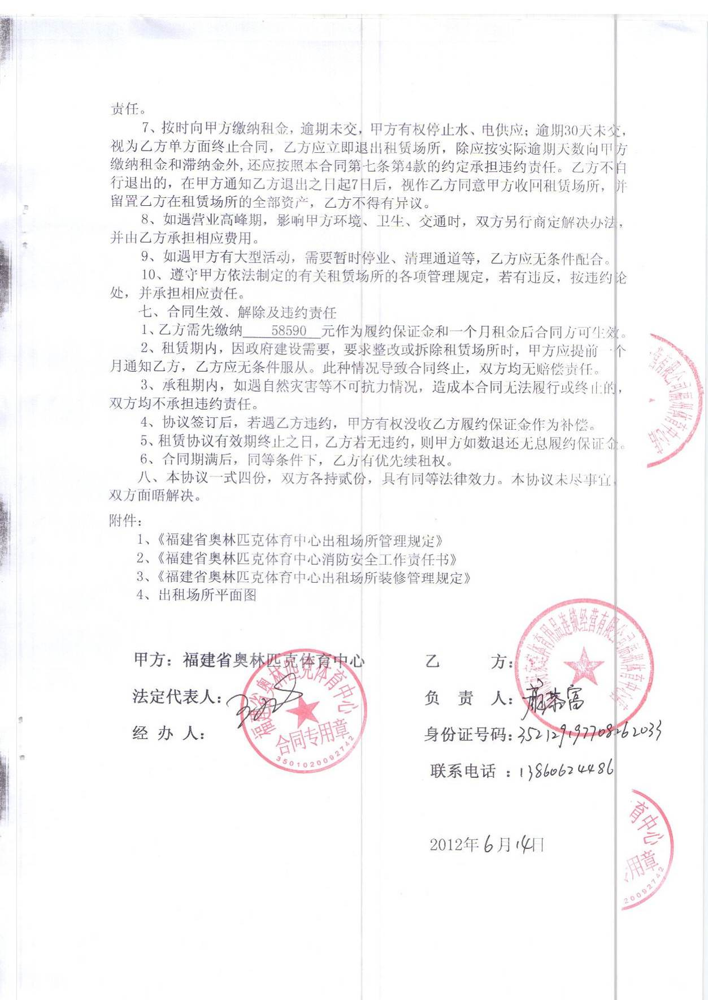 责任。
7、按时向甲方缴纳租金，逾期未交，甲方有权停止水、电供应；逾期30天未交，
视为乙方单方面终止合同，乙方应立即退出租赁场所，除应按实际逾期天数向甲方
缴纳租金和滞纳金外,还应按照本合同第七条第4款的约定承担违约责任。乙方不自
行退出的，在甲方通知乙方退出之日起7日后，视作乙方同意甲方收回租赁场所，并
留置乙方在租赁场所的全部资产，乙方不得有异议。
8、如遇营业高峰期，影响甲方环境、卫生、交通时，双方另行商定解决办法，
并由乙方承担相应费用。
9、如遇甲方有大型活动，需要暂时停业、清理通道等，乙方应无条件配合。
10、遵守甲方依法制定的有关租赁场所的各项管理规定，若有违反，按违约论
处，并承担相应责任。
七、合同生效、解除及违约责任
1、乙方需先缴纳 58590 元作为履约保证金和一个月租金后合同方可生效。
2、租赁期内，因政府建设需要，要求整改或拆除租赁场所时，甲方应提前一个
月通知乙方，乙方应无条件服从。此种情况导致合同终止，双方均无赔偿责任。
3、承租期内，如遇自然灾害等不可抗力情况，造成本合同无法履行或终止的，
双方均不承担违约责任。
4、协议签订后，若遇乙方违约，甲方有权没收乙方履约保证金作为补偿。
5、租赁协议有效期终止之日，乙方若无违约，则甲方如数退还无息履约保证金。
6、合同期满后，同等条件下，乙方有优先续租权。
八、本协议一式四份，双方各持贰份，具有同等法律效力。本协议未尽事宜，
双方面唔解决。
附件：
1、《福建省奥林匹克体育中心出租场所管理规定》
2、《福建省奥林匹克体育中心消防安全工作责任书》
3、《福建省奥林匹克体育中心出租场所装修管理规定》
4、出租场所平面图
甲方：福建省奥林匹克体育中心
乙 方：
法定代表人：
负 责 人：
经 办 人：
身份证号码：352129197708262033
联系电话：13860624486
2012年6月14日
福建省奥林匹克体育中心
合同专用章
3501020092742
体育用品连锁经营有限公司福州体育中心店
营有限公司福州体育中心店
育中心
用章
20092742